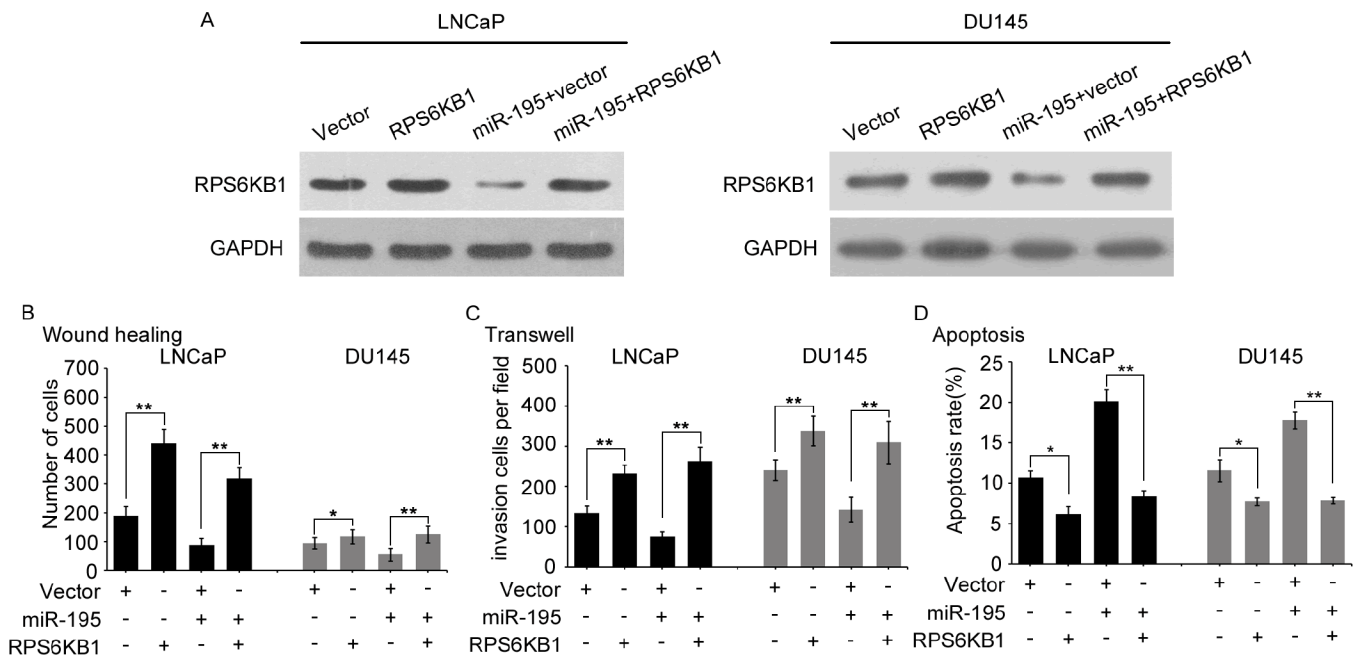 A
LNCaP
DU145
Vector
RPS6KB1
miR-195+vector
miR-195+RPS6KB1
Vector
RPS6KB1
miR-195+vector
miR-195+RPS6KB1
RPS6KB1
GAPDH
RPS6KB1
GAPDH
B
Wound healing
LNCaP
DU145
Number of cells
700
600
500
400
300
200
100
0
** ** * **
Vector + - + - + - + -
miR-195 - - + + - - + +
RPS6KB1 - + - + - + - +
C
Transwell
LNCaP
DU145
invasion cells per field
500
400
300
200
100
0
** ** ** **
Vector + - + - + - + -
miR-195 - - + + - - + +
RPS6KB1 - + - + - + - +
D
Apoptosis
LNCaP
DU145
Apoptosis rate(%)
25
20
15
10
5
0
* ** * **
Vector + - + - + - + -
miR-195 - - + + - - + +
RPS6KB1 - + - + - + - +